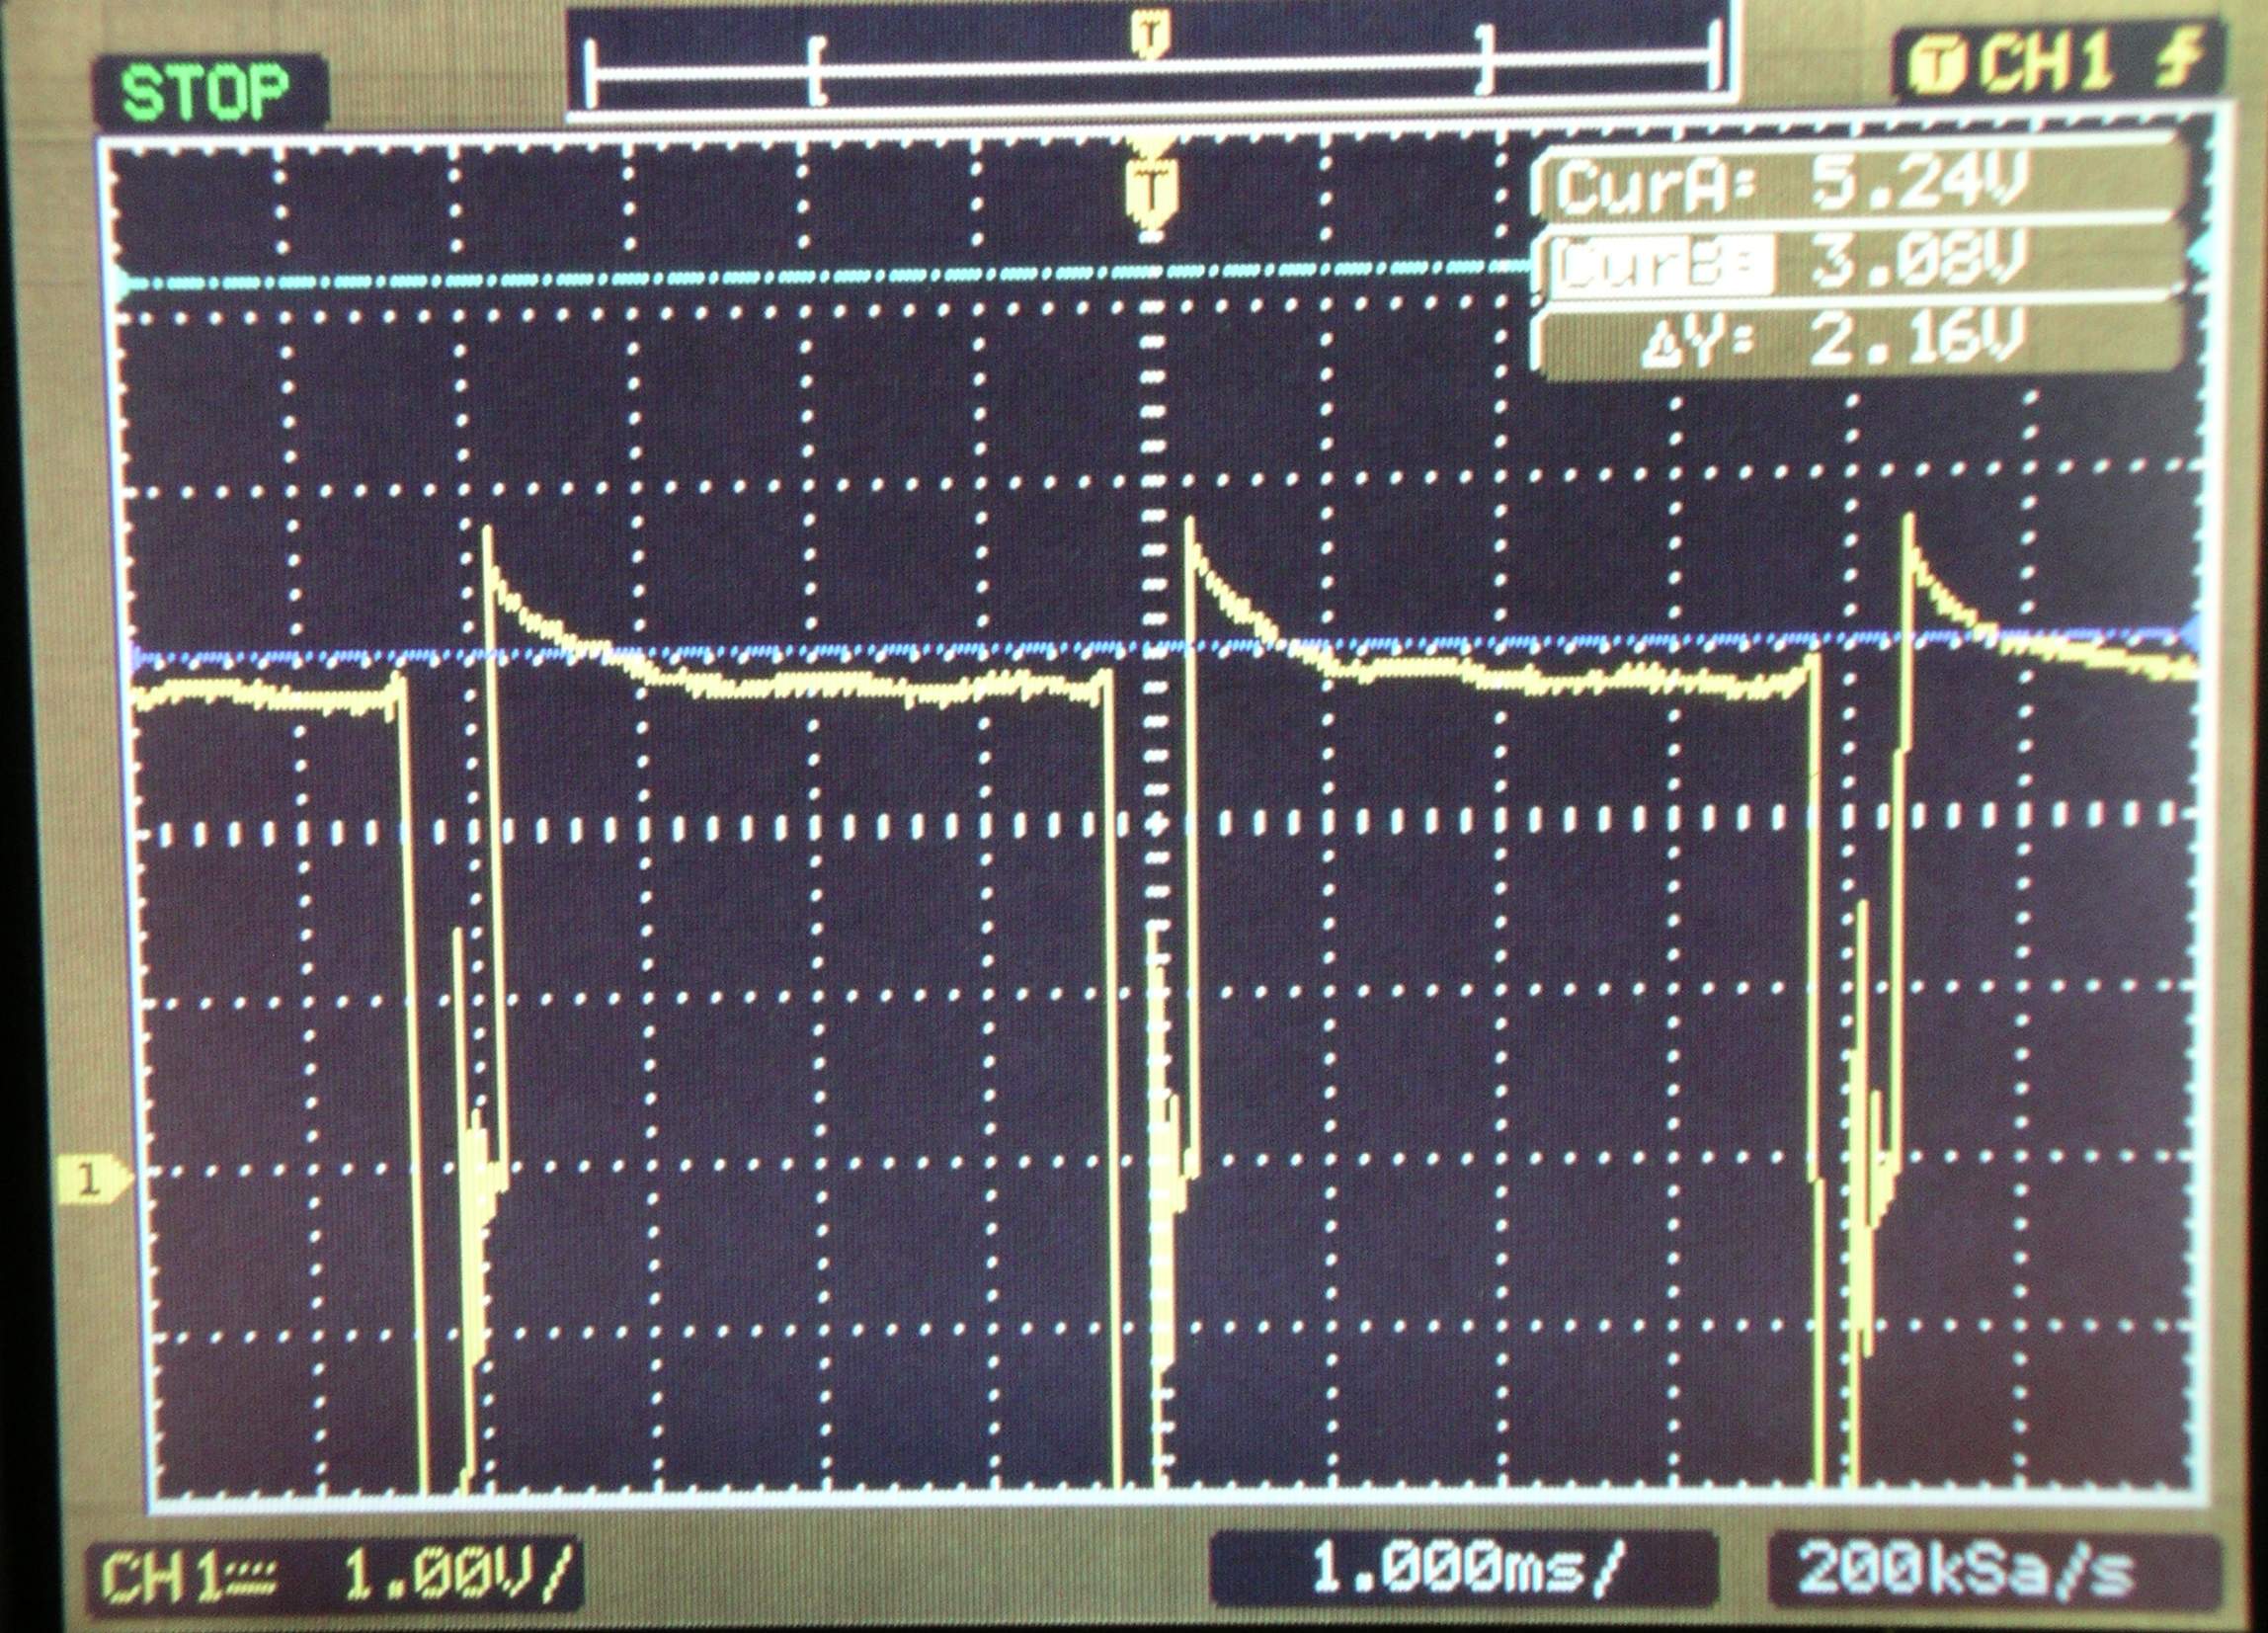 T
STOP
T CH1
T
CurA: 5.24V
CurB: 3.08V
ΔY: 2.16V
1
CH1 1.00V/
1.000ms/
200kSa/s